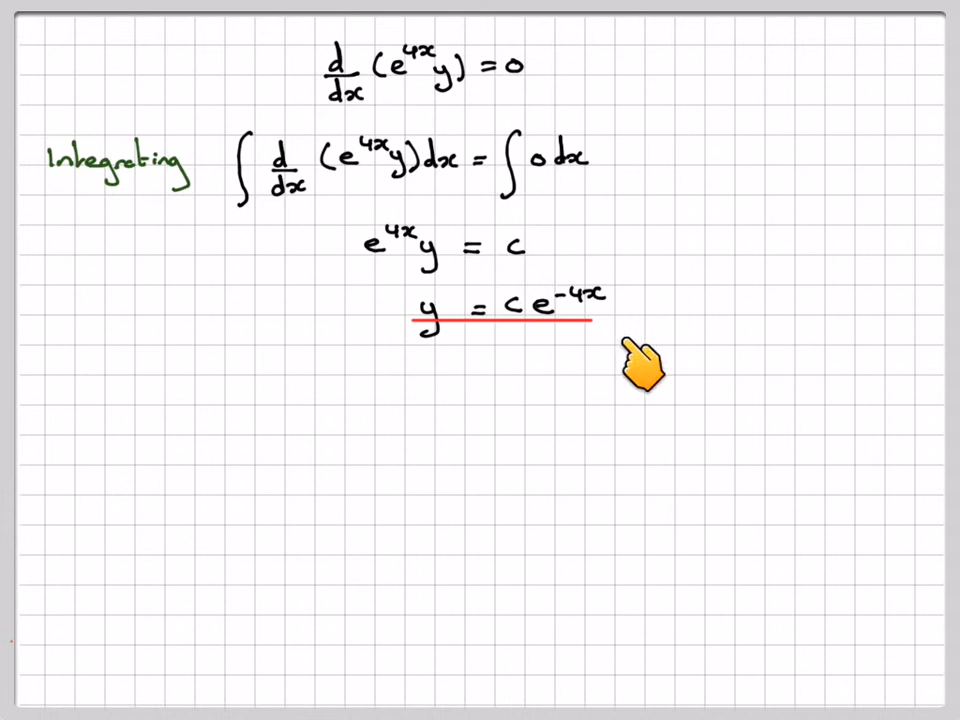 d/dx (e^{4x}y) = 0
Integrating ∫ d/dx (e^{4x}y)dx = ∫ 0 dx
e^{4x}y = c
y = c e^{-4x}